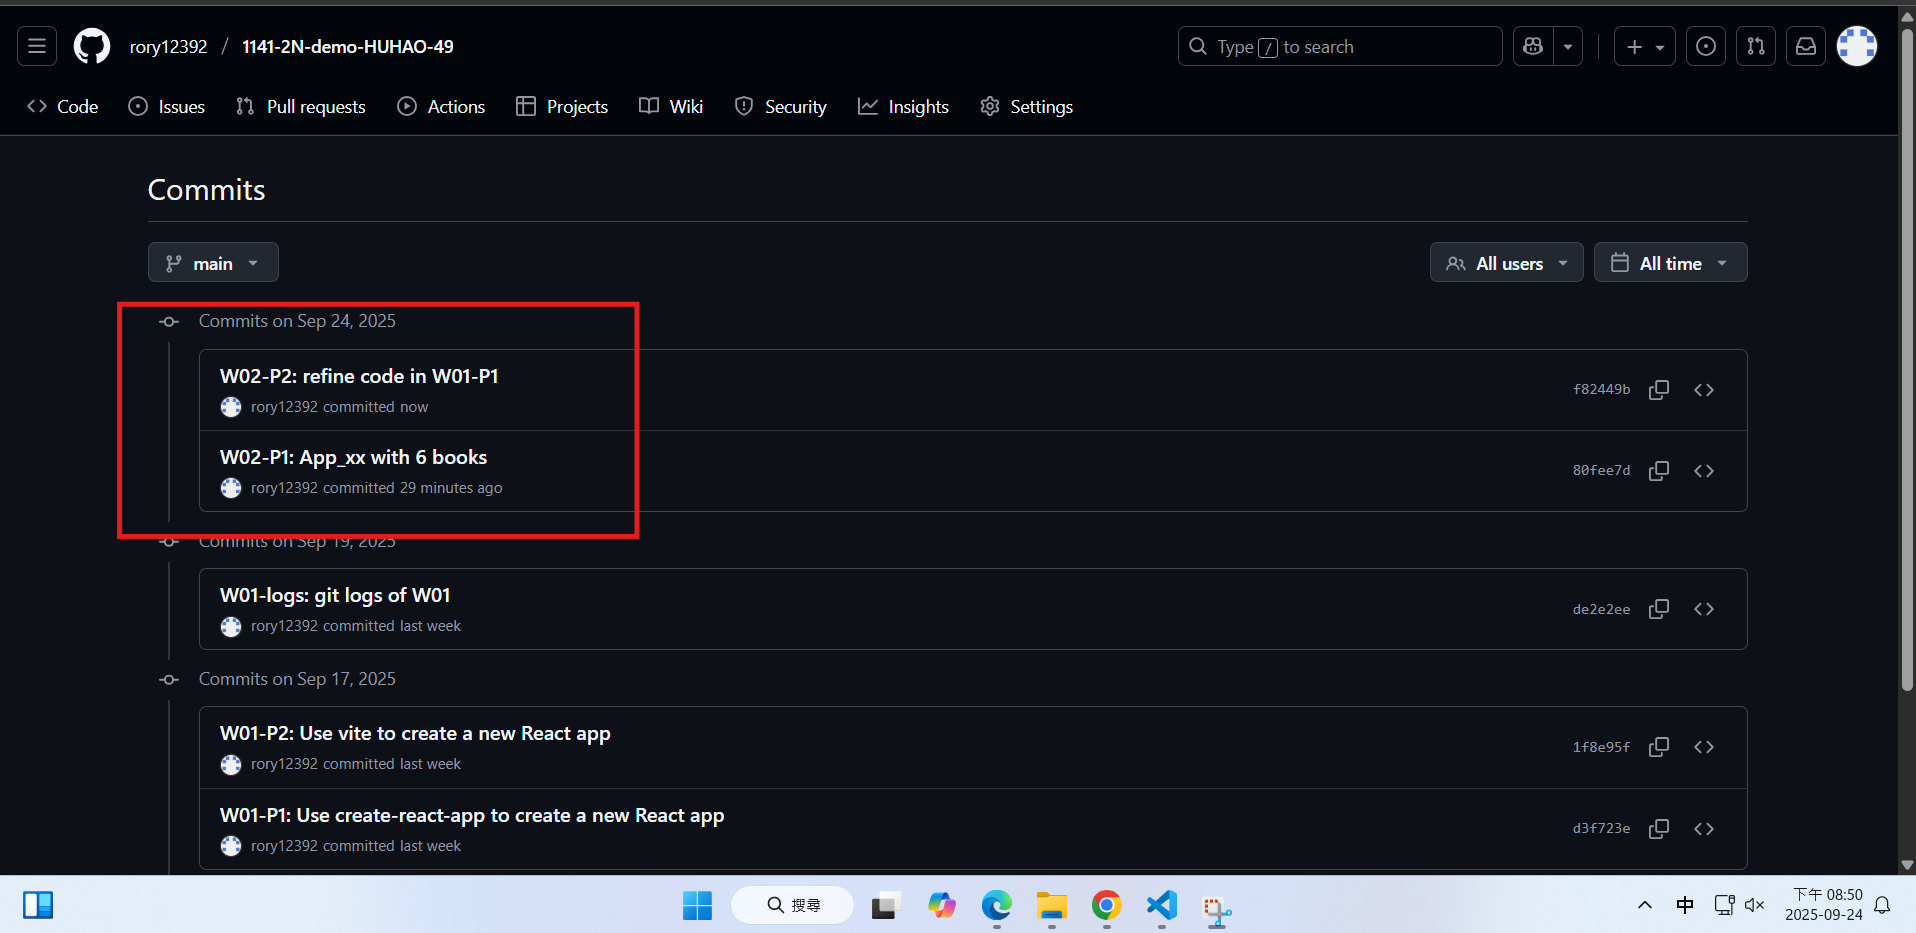 rory12392 / 1141-2N-demo-HUHAO-49
Type / to search
Code Issues Pull requests Actions Projects Wiki Security Insights Settings
Commits
main
All users All time
Commits on Sep 24, 2025
W02-P2: refine code in W01-P1
rory12392 committed now
f82449b
W02-P1: App_xx with 6 books
rory12392 committed 29 minutes ago
80fee7d
Commits on Sep 19, 2025
W01-logs: git logs of W01
rory12392 committed last week
de2e2ee
Commits on Sep 17, 2025
W01-P2: Use vite to create a new React app
rory12392 committed last week
1f8e95f
W01-P1: Use create-react-app to create a new React app
rory12392 committed last week
d3f723e
搜尋
中
下午 08:50
2025-09-24